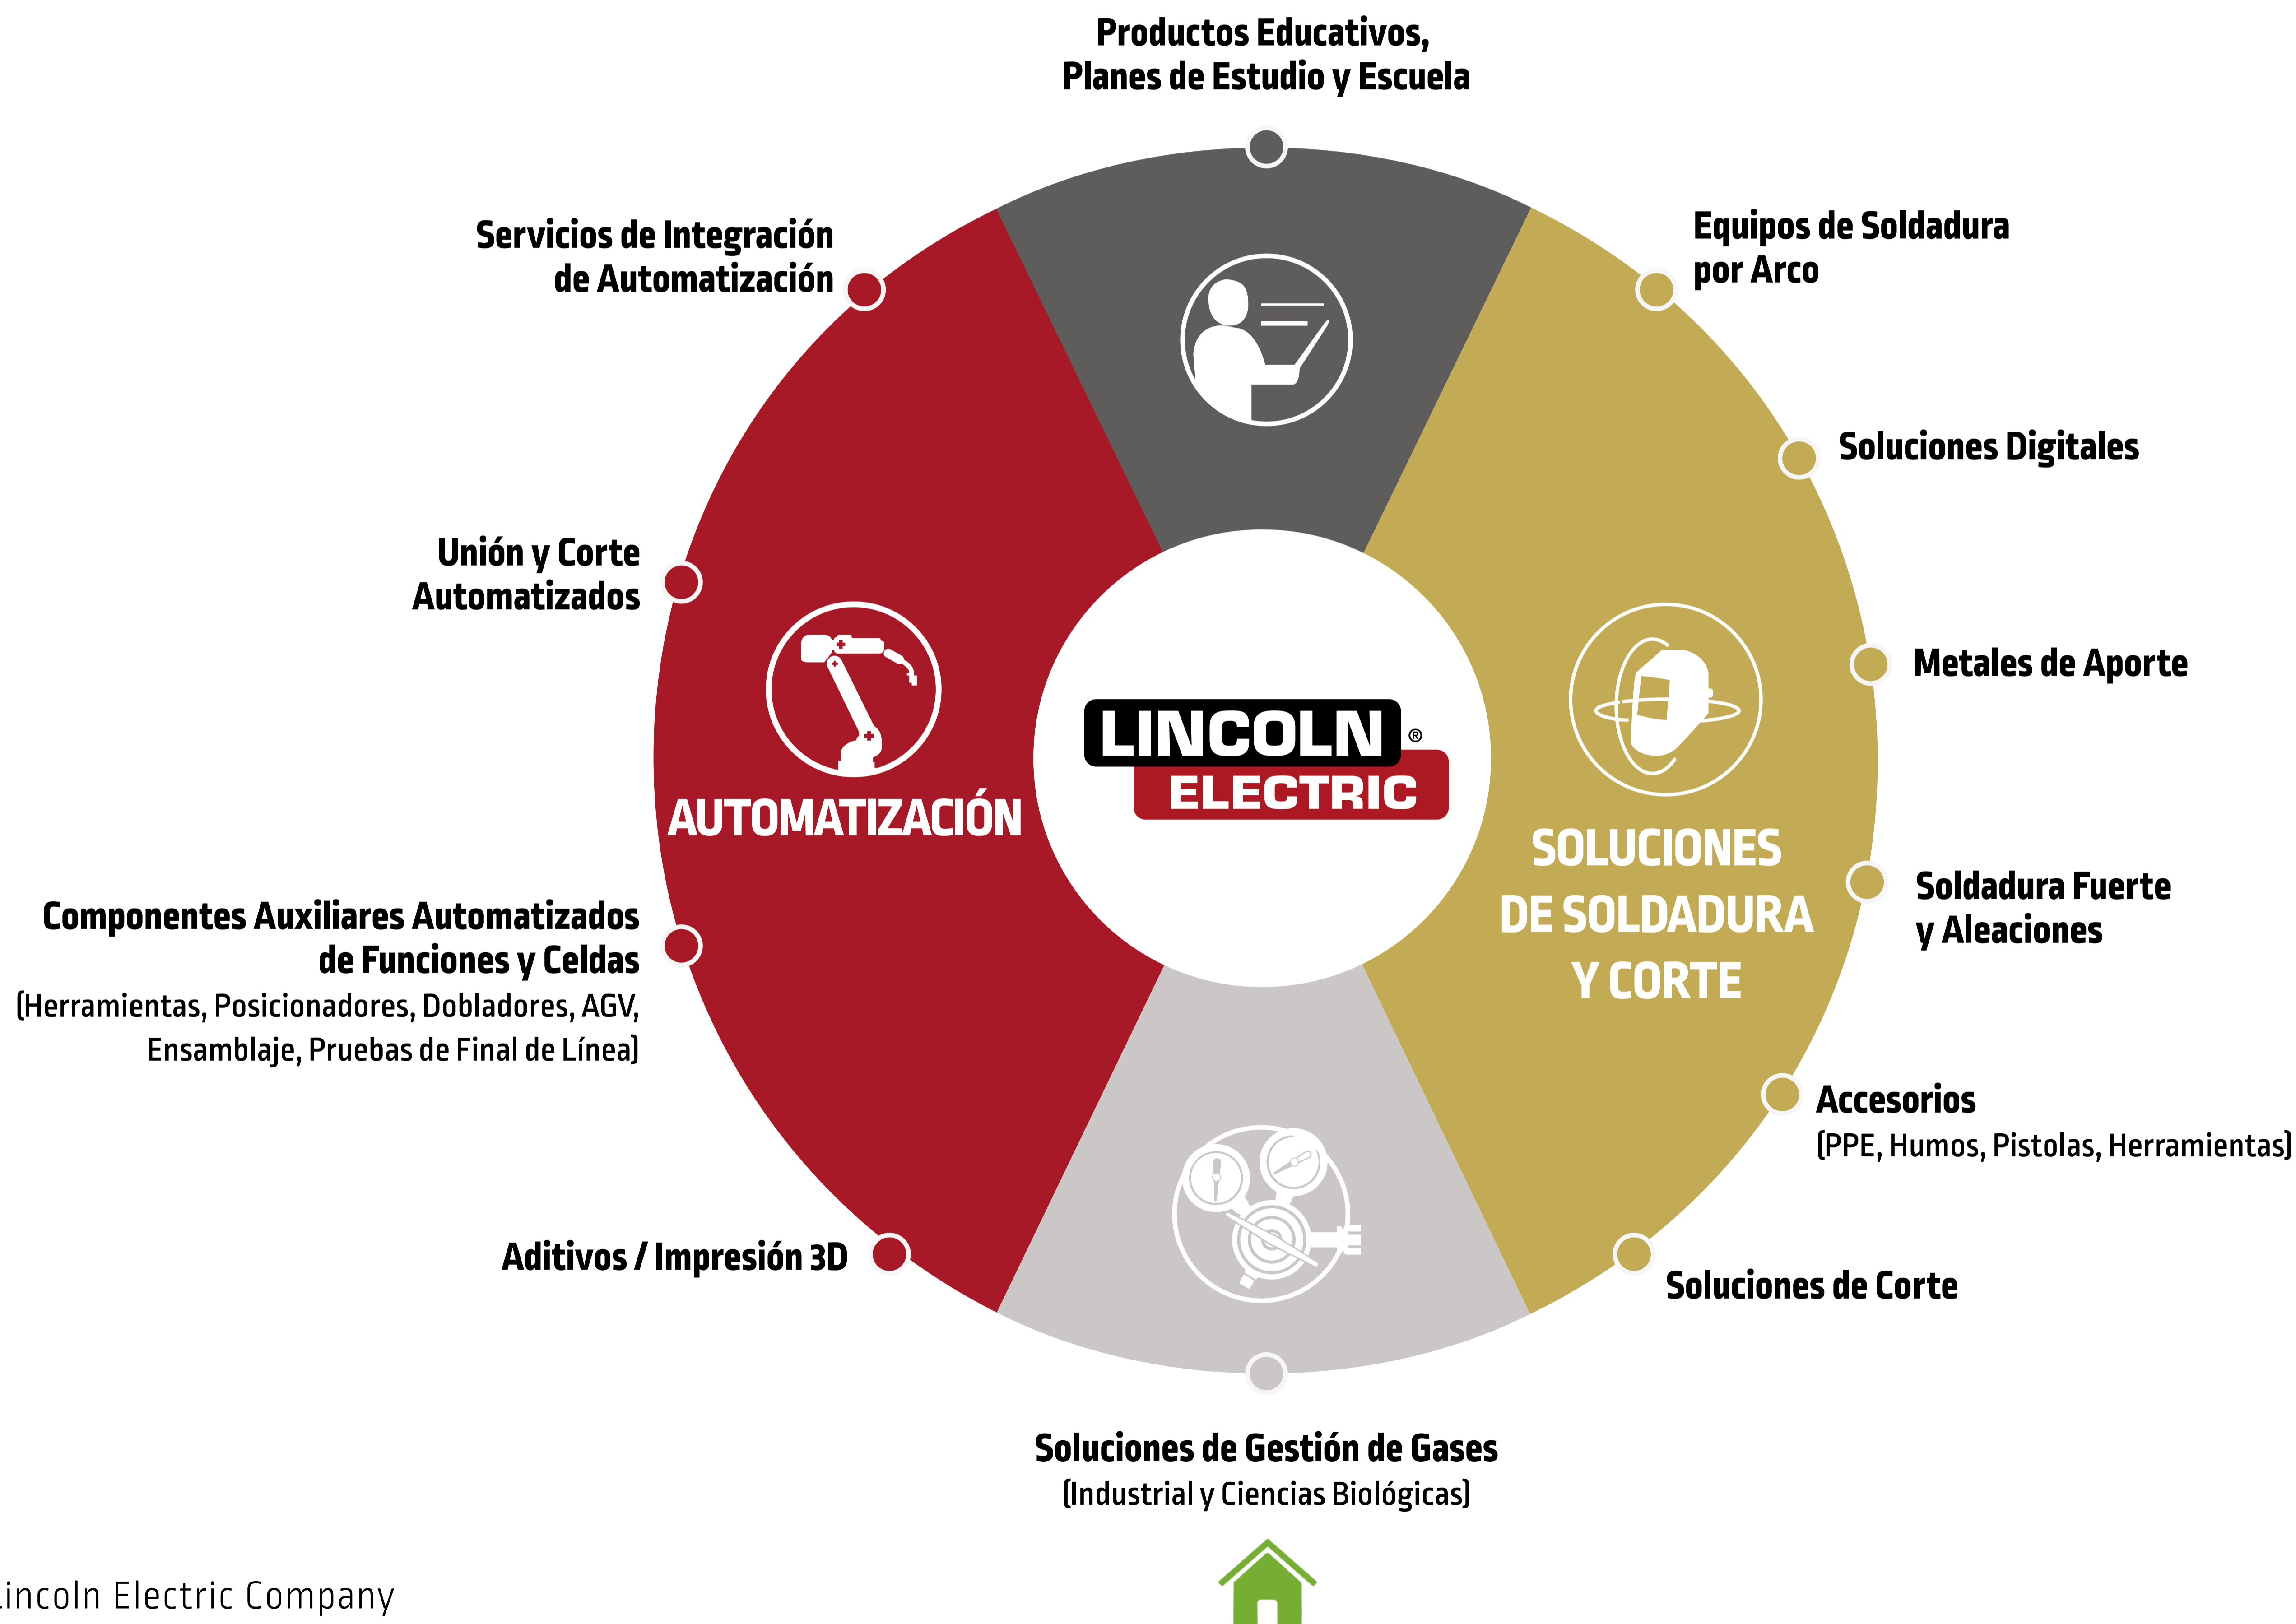 Productos Educativos,
Planes de Estudio y Escuela
Servicios de Integración
de Automatización
Equipos de Soldadura
por Arco
Soluciones Digitales
Unión y Corte
Automatizados
Metales de Aporte
LINCOLN ®
ELECTRIC
AUTOMATIZACIÓN
SOLUCIONES
DE SOLDADURA
Y CORTE
Componentes Auxiliares Automatizados
de Funciones y Celdas
(Herramientas, Posicionadores, Dobladores, AGV,
Ensamblaje, Pruebas de Final de Línea)
Soldadura Fuerte
y Aleaciones
Accesorios
(PPE, Humos, Pistolas, Herramientas)
Aditivos / Impresión 3D
Soluciones de Corte
Soluciones de Gestión de Gases
(Industrial y Ciencias Biológicas)
Lincoln Electric Company